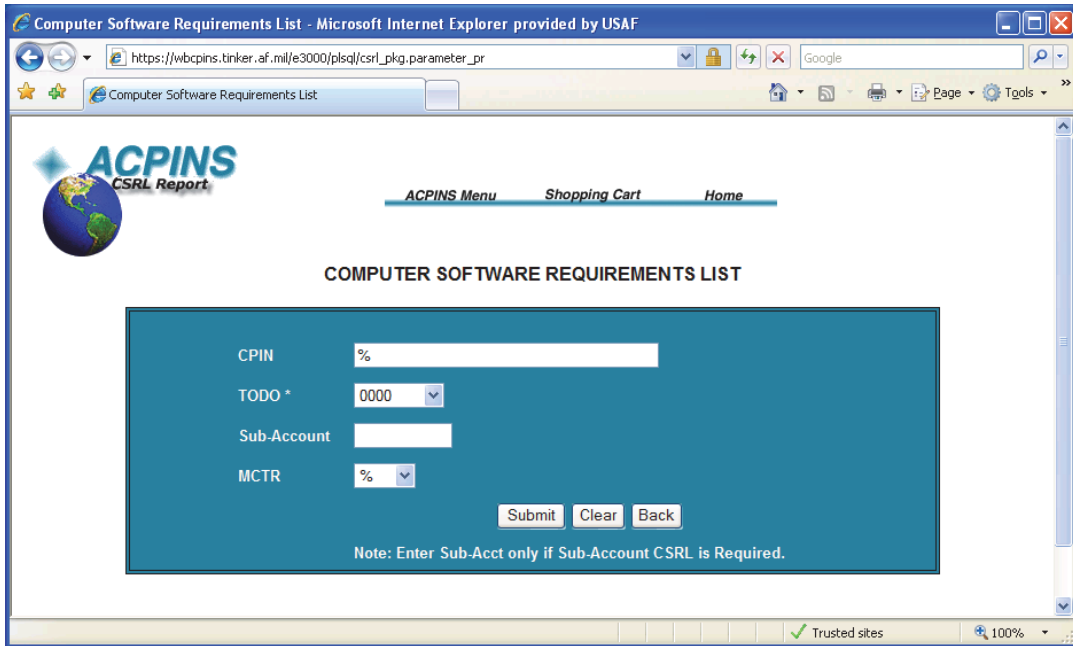 Computer Software Requirements List - Microsoft Internet Explorer provided by USAF
https://wbcpins.tinker.af.mil/e3000/plsql/csrl_pkg.parameter_pr
Google
Computer Software Requirements List
Page
Tools
ACPINS
CSRL Report
ACPINS Menu Shopping Cart Home
COMPUTER SOFTWARE REQUIREMENTS LIST
CPIN %
TODO * 0000
Sub-Account
MCTR %
Submit Clear Back
Note: Enter Sub-Acct only if Sub-Account CSRL is Required.
Trusted sites 100%